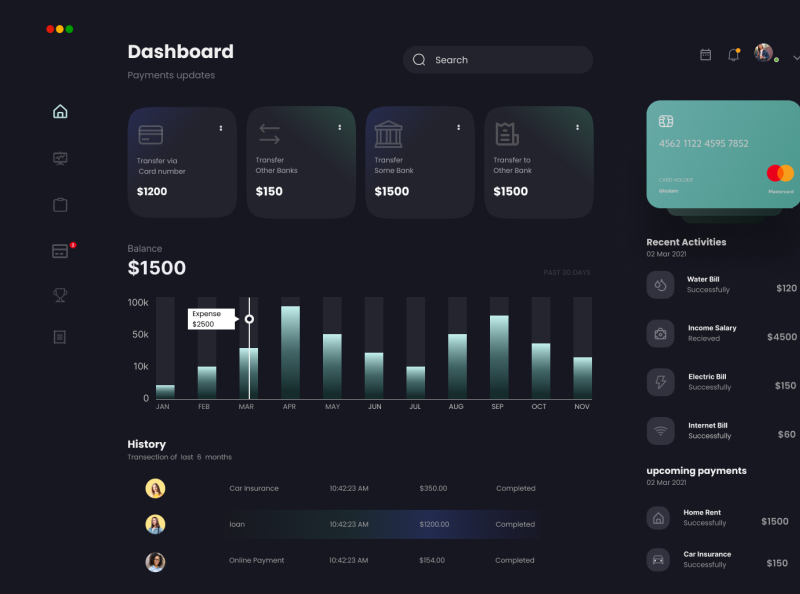 Dashboard
Payments updates
Search
Transfer via
Card number
$1200
Transfer
Other Banks
$150
Transfer
Some Bank
$1500
Transfer to
Other Bank
$1500
4562 1122 4595 7852
CARD HOLDER
Mastercard
Balance
$1500
PAST 30 DAYS
100k
50k
10k
0
Expense
$2500
JAN FEB MAR APR MAY JUN JUL AUG SEP OCT NOV
History
Transection of last 6 months
Car Insurance 10:42:23 AM $350.00 Completed
loan 10:42:23 AM $1200.00 Completed
Online Payment 10:42:23 AM $154.00 Completed
Recent Activities
02 Mar 2021
Water Bill
Successfully
$120
Income Salary
Recieved
$4500
Electric Bill
Successfully
$150
Internet Bill
Successfully
$60
upcoming payments
02 Mar 2021
Home Rent
Successfully
$1500
Car Insurance
Successfully
$150